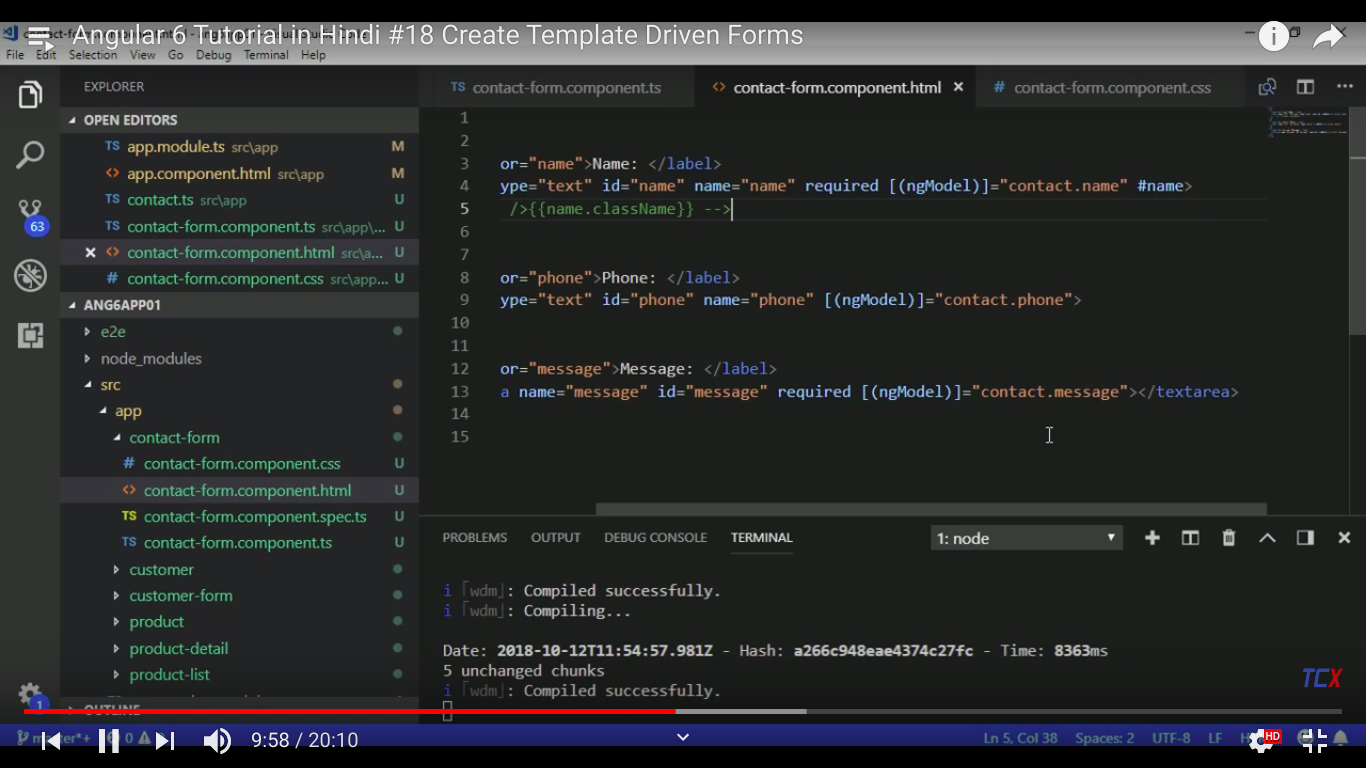 Angular 6 Tutorial in Hindi #18 Create Template Driven Forms
File Edit Selection View Go Debug Terminal Help
EXPLORER
OPEN EDITORS
TS app.module.ts src\app M
<> app.component.html src\app M
TS contact.ts src\app U
TS contact-form.component.ts src\app\... U
<> contact-form.component.html src\a... U
# contact-form.component.css src\app... U
63
ANG6APP01
e2e
node_modules
src
app
contact-form
# contact-form.component.css U
<> contact-form.component.html U
TS contact-form.component.spec.ts U
TS contact-form.component.ts U
customer
customer-form
product
product-detail
product-list
OUTLINE
1
TS contact-form.component.ts
<> contact-form.component.html ×
# contact-form.component.css
1
2
3 or="name">Name: </label>
4 ype="text" id="name" name="name" required [(ngModel)]="contact.name" #name>
5 />{{name.className}} -->
6
7
8 or="phone">Phone: </label>
9 ype="text" id="phone" name="phone" [(ngModel)]="contact.phone">
10
11
12 or="message">Message: </label>
13 a name="message" id="message" required [(ngModel)]="contact.message"></textarea>
14
15
PROBLEMS OUTPUT DEBUG CONSOLE TERMINAL
1: node
i ｢wdm｣: Compiled successfully.
i ｢wdm｣: Compiling...
Date: 2018-10-12T11:54:57.981Z - Hash: a266c948eae4374c27fc - Time: 8363ms
5 unchanged chunks
i ｢wdm｣: Compiled successfully.
TCX
9:58 / 20:10
Ln 5, Col 38 Spaces: 2 UTF-8 LF
HD